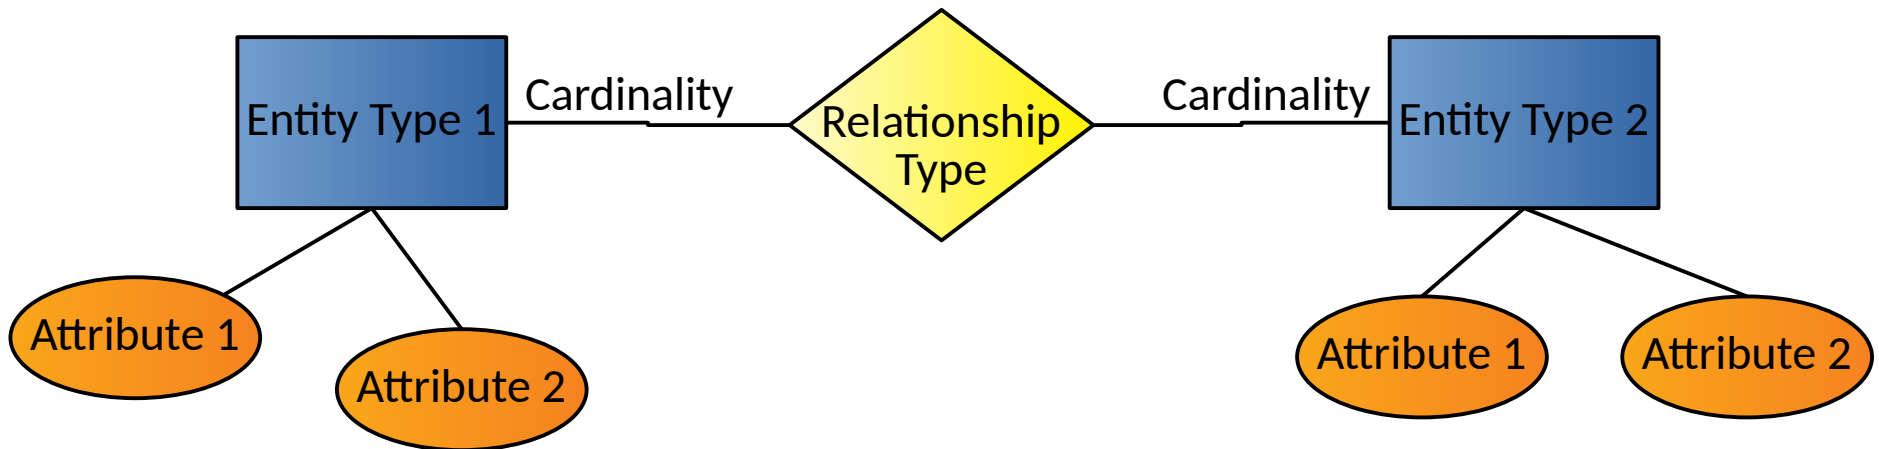 Entity Type 1
Cardinality
Relationship
Type
Cardinality
Entity Type 2
Attribute 1
Attribute 2
Attribute 1
Attribute 2